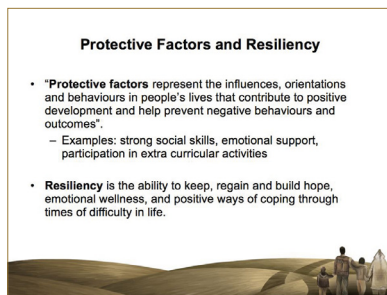 Protective Factors and Resiliency
• “Protective factors represent the influences, orientations
and behaviours in people’s lives that contribute to positive
development and help prevent negative behaviours and
outcomes”.
– Examples: strong social skills, emotional support,
participation in extra curricular activities
• Resiliency is the ability to keep, regain and build hope,
emotional wellness, and positive ways of coping through
times of difficulty in life.